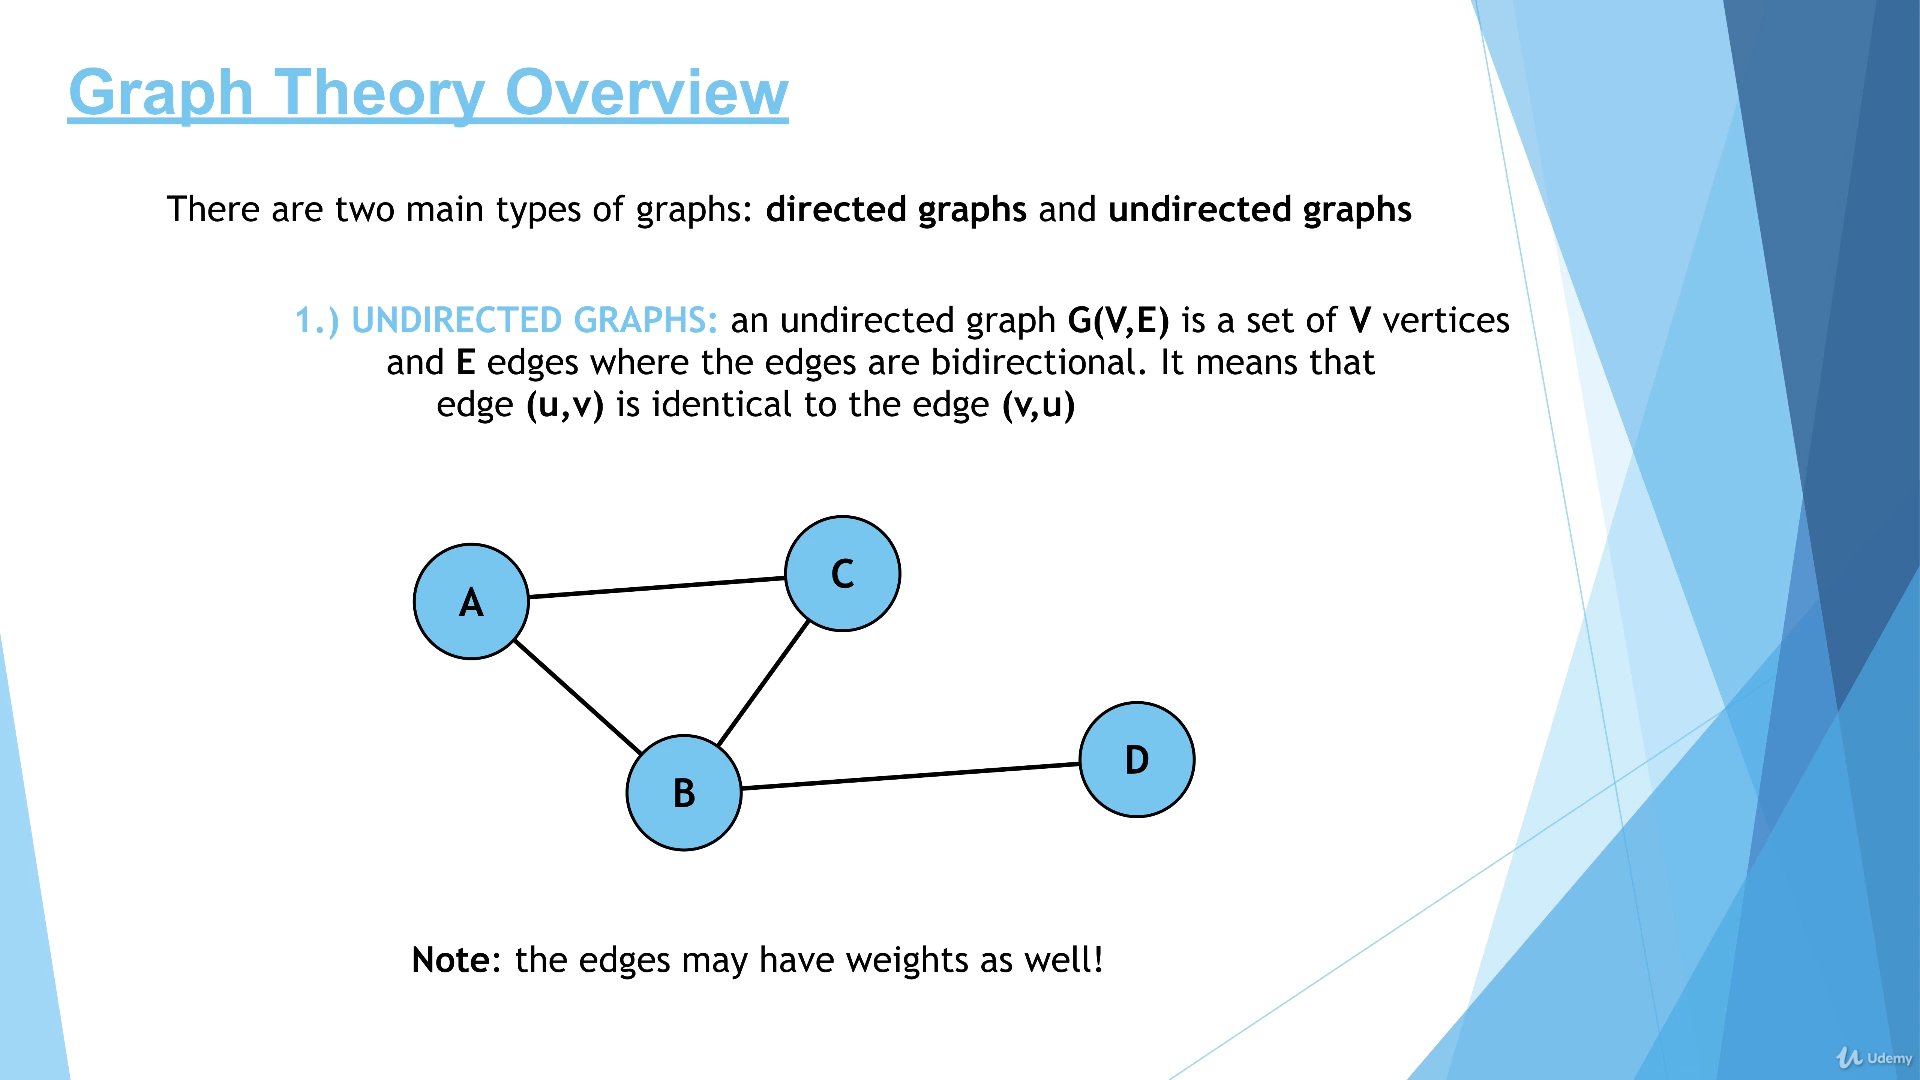 Graph Theory Overview
There are two main types of graphs: directed graphs and undirected graphs
1.) UNDIRECTED GRAPHS: an undirected graph G(V,E) is a set of V vertices
and E edges where the edges are bidirectional. It means that
edge (u,v) is identical to the edge (v,u)
A
C
B
D
Note: the edges may have weights as well!
Udemy